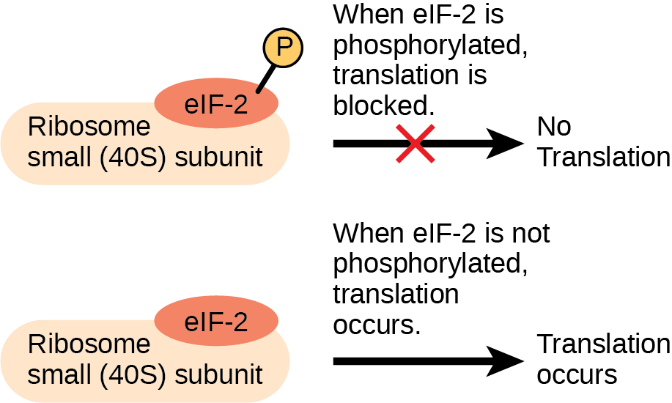 P
When eIF-2 is
phosphorylated,
translation is
blocked.
eIF-2
Ribosome
small (40S) subunit
No
Translation
When eIF-2 is not
phosphorylated,
translation
occurs.
eIF-2
Ribosome
small (40S) subunit
Translation
occurs